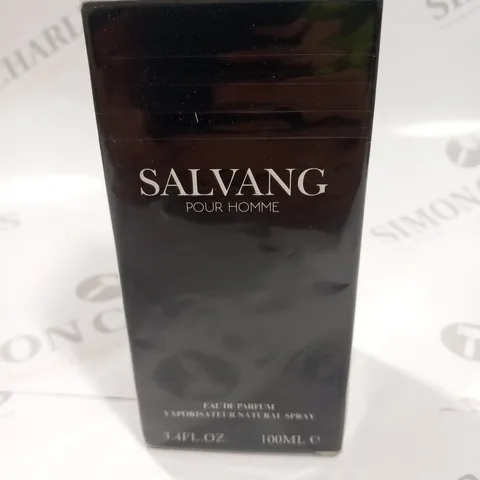 SALVANG
POUR HOMME
EAU DE PARFUM
VAPORISATEUR NATURAL SPRAY
3.4FL.OZ 100ML ℮